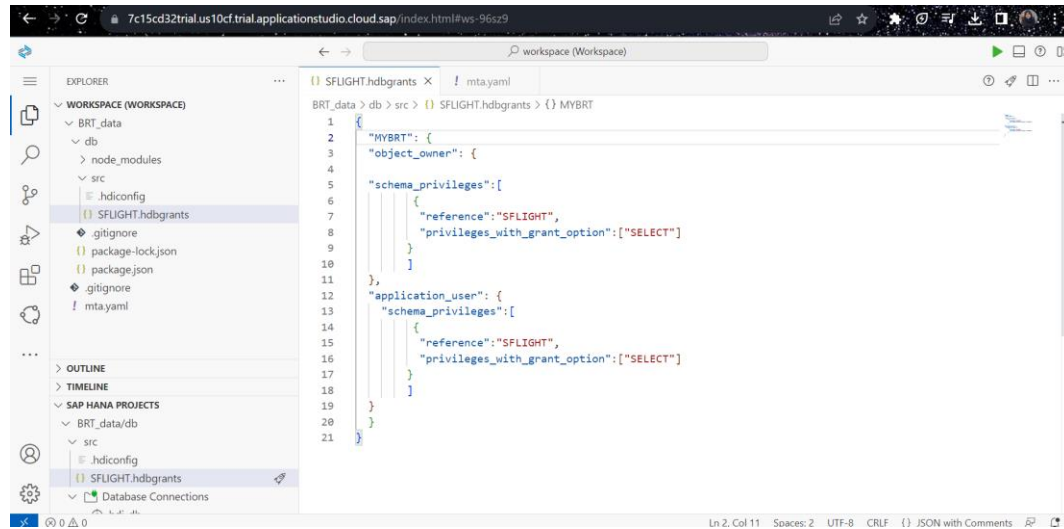 7c15cd32trial.us10cf.trial.applicationstudio.cloud.sap/index.html#ws-96sz9
workspace (Workspace)
EXPLORER
...
{} SFLIGHT.hdbgrants
! mta.yaml
WORKSPACE (WORKSPACE)
BRT_data
db
node_modules
src
.hdiconfig
{} SFLIGHT.hdbgrants
.gitignore
{} package-lock.json
{} package.json
.gitignore
! mta.yaml
OUTLINE
TIMELINE
SAP HANA PROJECTS
BRT_data/db
src
.hdiconfig
{} SFLIGHT.hdbgrants
Database Connections
BRT_data > db > src > {} SFLIGHT.hdbgrants > {} MYBRT
1 {
2 "MYBRT": {
3 "object_owner": {
4
5 "schema_privileges":[
6 {
7 "reference":"SFLIGHT",
8 "privileges_with_grant_option":["SELECT"]
9 }
10 ]
11 },
12 "application_user": {
13 "schema_privileges":[
14 {
15 "reference":"SFLIGHT",
16 "privileges_with_grant_option":["SELECT"]
17 }
18 ]
19 }
20 }
21 }
0 0
Ln 2, Col 11 Spaces: 2 UTF-8 CRLF {} JSON with Comments